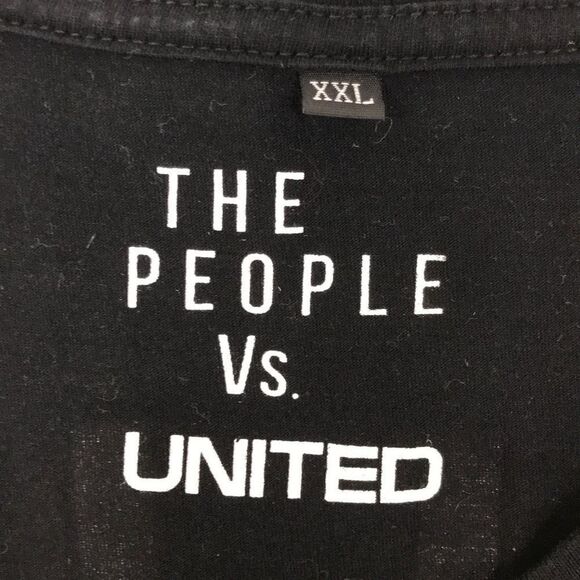 XXL
THE
PEOPLE
Vs.
UNITED